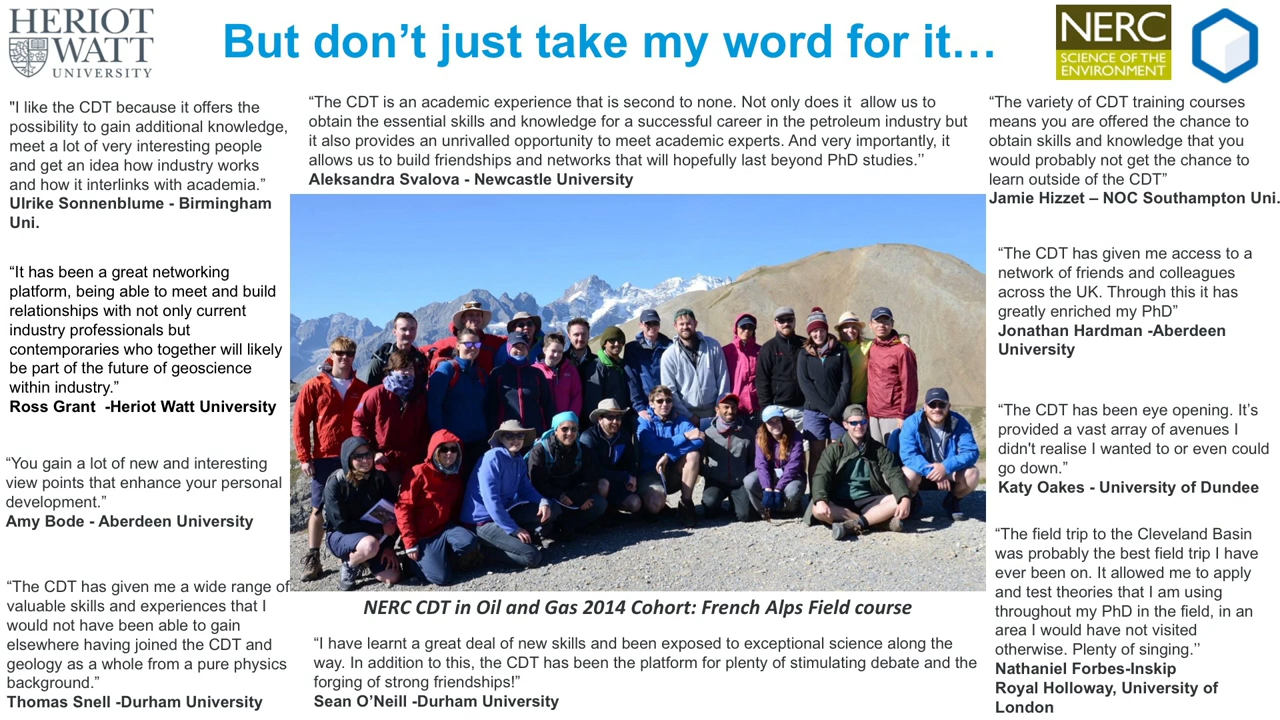 HERIOT
WATT
UNIVERSITY
But don’t just take my word for it…
NERC
SCIENCE OF THE
ENVIRONMENT
"I like the CDT because it offers the
possibility to gain additional knowledge,
meet a lot of very interesting people
and get an idea how industry works
and how it interlinks with academia.”
Ulrike Sonnenblume - Birmingham
Uni.
“It has been a great networking
platform, being able to meet and build
relationships with not only current
industry professionals but
contemporaries who together will likely
be part of the future of geoscience
within industry.”
Ross Grant -Heriot Watt University
“You gain a lot of new and interesting
view points that enhance your personal
development.”
Amy Bode - Aberdeen University
“The CDT has given me a wide range of
valuable skills and experiences that I
would not have been able to gain
elsewhere having joined the CDT and
geology as a whole from a pure physics
background.”
Thomas Snell -Durham University
“The CDT is an academic experience that is second to none. Not only does it allow us to
obtain the essential skills and knowledge for a successful career in the petroleum industry but
it also provides an unrivalled opportunity to meet academic experts. And very importantly, it
allows us to build friendships and networks that will hopefully last beyond PhD studies.’’
Aleksandra Svalova - Newcastle University
NERC CDT in Oil and Gas 2014 Cohort: French Alps Field course
“I have learnt a great deal of new skills and been exposed to exceptional science along the
way. In addition to this, the CDT has been the platform for plenty of stimulating debate and the
forging of strong friendships!”
Sean O’Neill -Durham University
“The variety of CDT training courses
means you are offered the chance to
obtain skills and knowledge that you
would probably not get the chance to
learn outside of the CDT”
Jamie Hizzet – NOC Southampton Uni.
“The CDT has given me access to a
network of friends and colleagues
across the UK. Through this it has
greatly enriched my PhD”
Jonathan Hardman -Aberdeen
University
“The CDT has been eye opening. It’s
provided a vast array of avenues I
didn't realise I wanted to or even could
go down.”
Katy Oakes - University of Dundee
“The field trip to the Cleveland Basin
was probably the best field trip I have
ever been on. It allowed me to apply
and test theories that I am using
throughout my PhD in the field, in an
area I would have not visited
otherwise. Plenty of singing.’’
Nathaniel Forbes-Inskip
Royal Holloway, University of
London